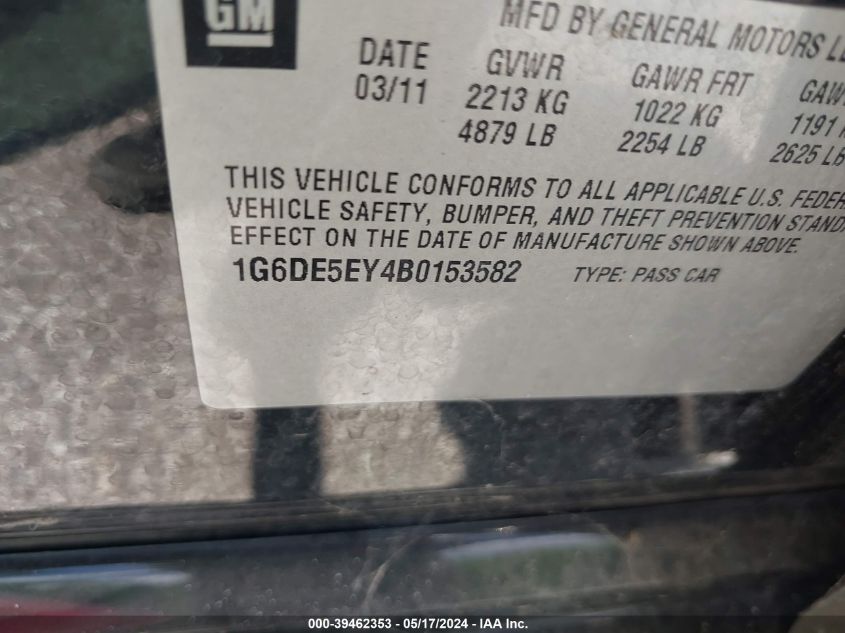 GM
MFD BY GENERAL MOTORS
DATE GVWR GAWR FRT
03/11 2213 KG 1022 KG 1191
4879 LB 2254 LB 2625 LB
THIS VEHICLE CONFORMS TO ALL APPLICABLE U.S.
VEHICLE SAFETY, BUMPER, AND THEFT PREVENTION
EFFECT ON THE DATE OF MANUFACTURE SHOWN ABOVE.
1G6DE5EY4B0153582 TYPE: PASS CAR
000-39462353 / 05/17/2024 - IAA Inc.